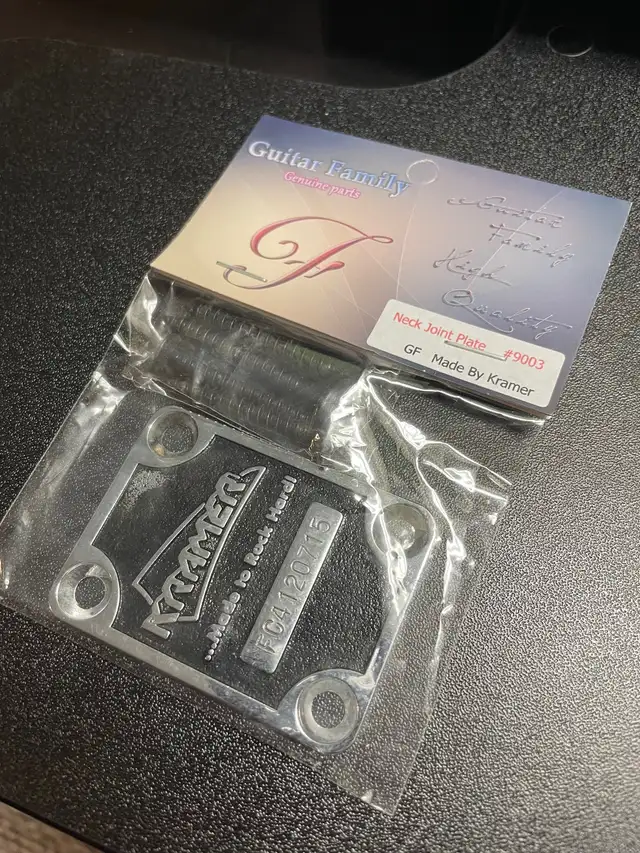 Guitar Family
Genuine parts
Guitar
Family
High
Quality
Neck Joint Plate #9003
GF Made By Kramer
KRAMER
...Made to Rock Hard!
FC4120715